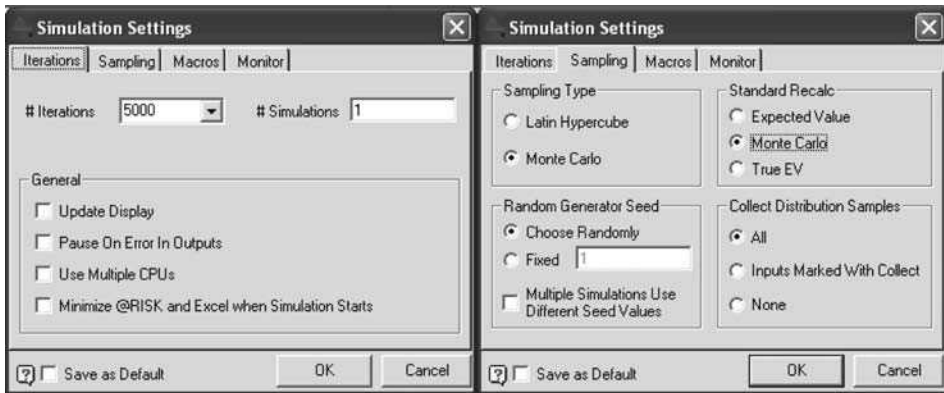 Simulation Settings
Iterations Sampling Macros Monitor
# Iterations 5000 # Simulations 1
General
Update Display
Pause On Error In Outputs
Use Multiple CPUs
Minimize @RISK and Excel when Simulation Starts
Save as Default OK Cancel
Simulation Settings
Iterations Sampling Macros Monitor
Sampling Type
Latin Hypercube
Monte Carlo
Standard Recalc
Expected Value
Monte Carlo
True EV
Random Generator Seed
Choose Randomly
Fixed 1
Multiple Simulations Use
Different Seed Values
Collect Distribution Samples
All
Inputs Marked With Collect
None
Save as Default OK Cancel